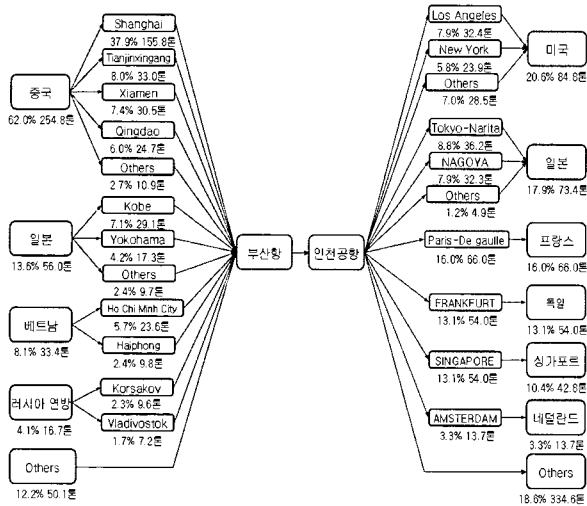 Shanghai
37.9% 155.8톤
Tianjinxingang
8.0% 33.0톤
중국
62.0% 254.8톤
Xiamen
7.4% 30.5톤
Qingdao
6.0% 24.7톤
Others
2.7% 10.9톤
Kobe
7.1% 29.1톤
일본
13.6% 56.0톤
Yokohama
4.2% 17.3톤
Others
2.4% 9.7톤
Ho Chi Minh City
5.7% 23.6톤
베트남
8.1% 33.4톤
Haiphong
2.4% 9.8톤
Korsakov
2.3% 9.6톤
러시아 연방
4.1% 16.7톤
Vladivostok
1.7% 7.2톤
Others
12.2% 50.1톤
부산항
인천공항
Los Angeles
7.9% 32.4톤
New York
5.8% 23.9톤
Others
7.0% 28.5톤
미국
20.6% 84.8톤
Tokyo-Narita
8.8% 36.2톤
NAGOYA
7.9% 32.3톤
Others
1.2% 4.9톤
일본
17.9% 73.4톤
Paris-De gaulle
16.0% 66.0톤
프랑스
16.0% 66.0톤
FRANKFURT
13.1% 54.0톤
독일
13.1% 54.0톤
SINGAPORE
13.1% 54.0톤
싱가포르
10.4% 42.8톤
AMSTERDAM
3.3% 13.7톤
네덜란드
3.3% 13.7톤
Others
18.6% 334.6톤